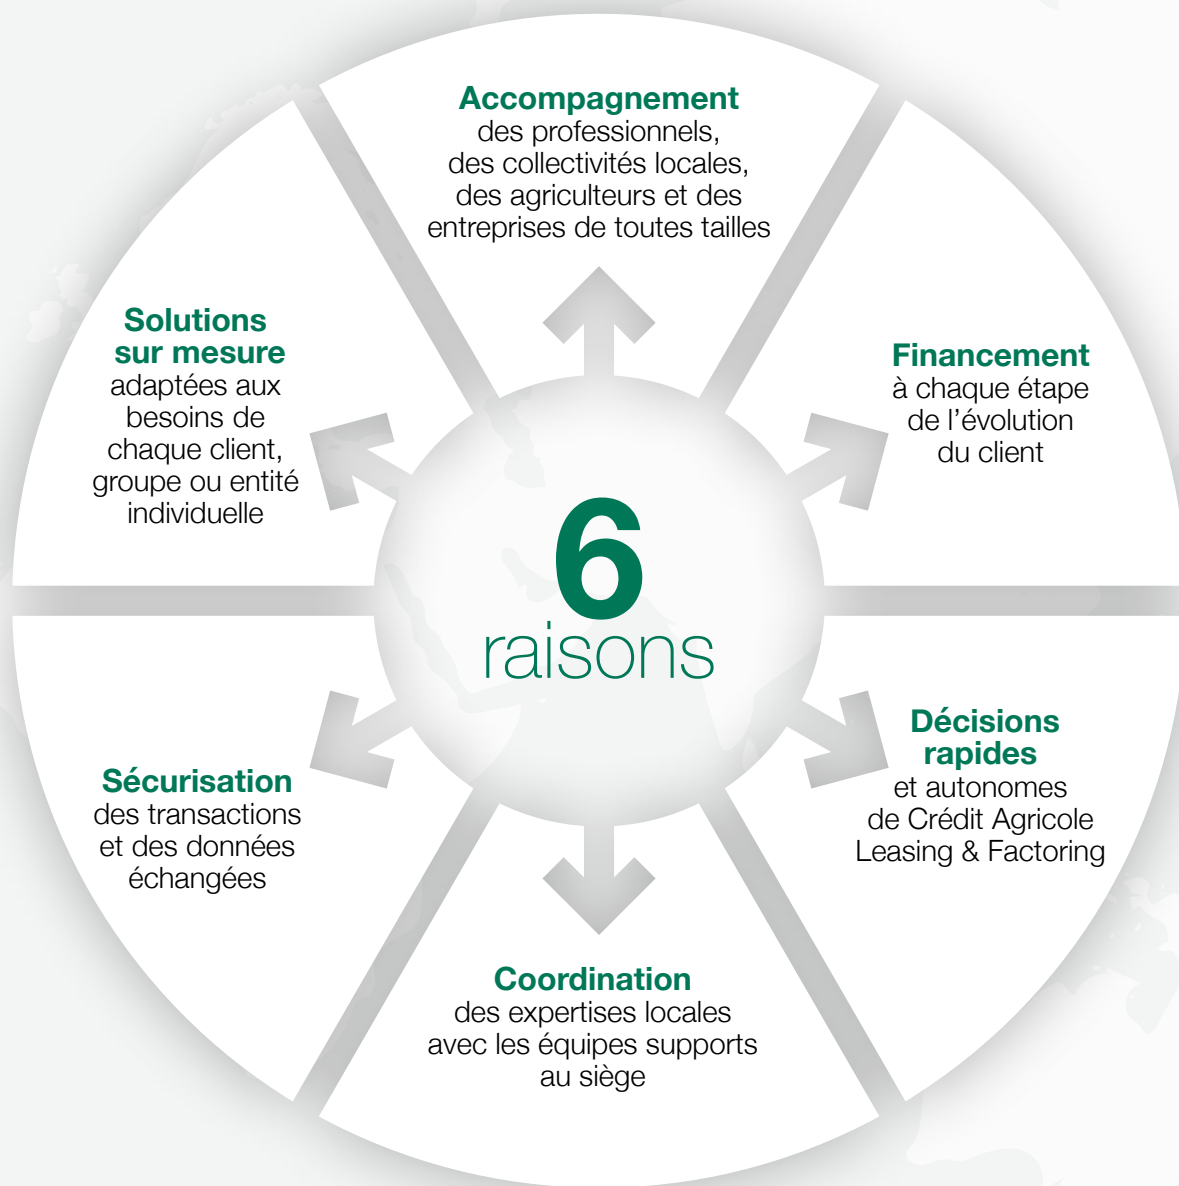 Accompagnement
des professionnels,
des collectivités locales,
des agriculteurs et des
entreprises de toutes tailles
Financement
à chaque étape
de l’évolution
du client
Décisions
rapides
et autonomes
de Crédit Agricole
Leasing & Factoring
Coordination
des expertises locales
avec les équipes supports
au siège
Sécurisation
des transactions
et des données
échangées
Solutions
sur mesure
adaptées aux
besoins de
chaque client,
groupe ou entité
individuelle
6
raisons